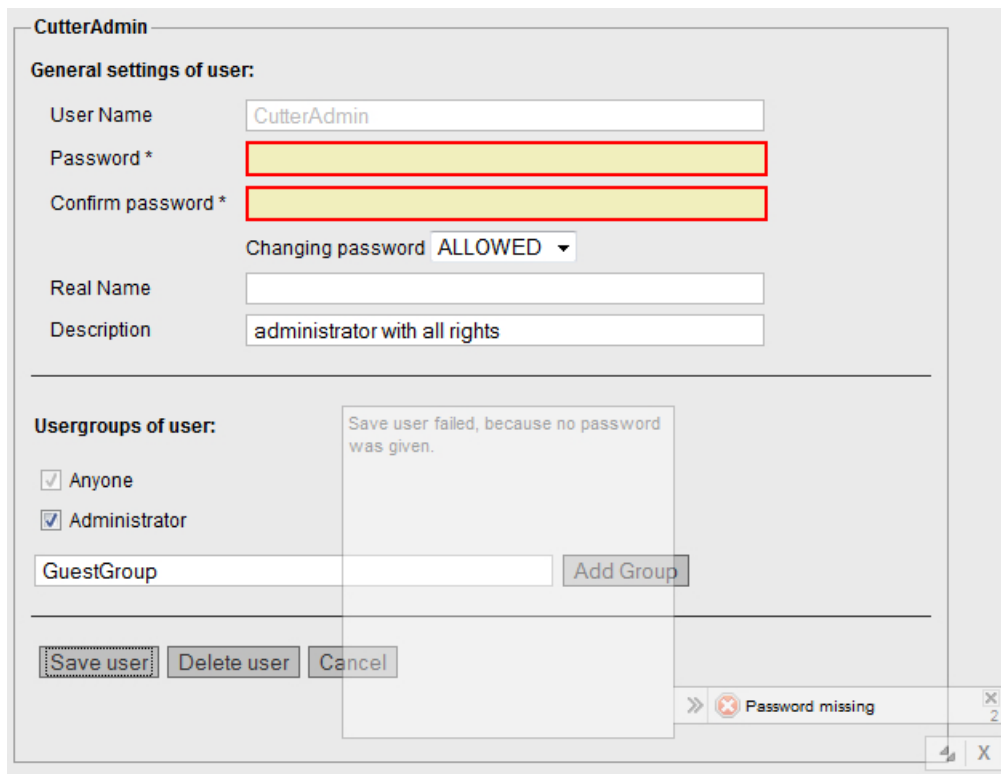 CutterAdmin
General settings of user:
User Name CutterAdmin
Password *
Confirm password *
Changing password ALLOWED
Real Name
Description administrator with all rights
Usergroups of user:
Save user failed, because no password
was given.
Anyone
Administrator
GuestGroup Add Group
Save user Delete user Cancel
Password missing
2
X